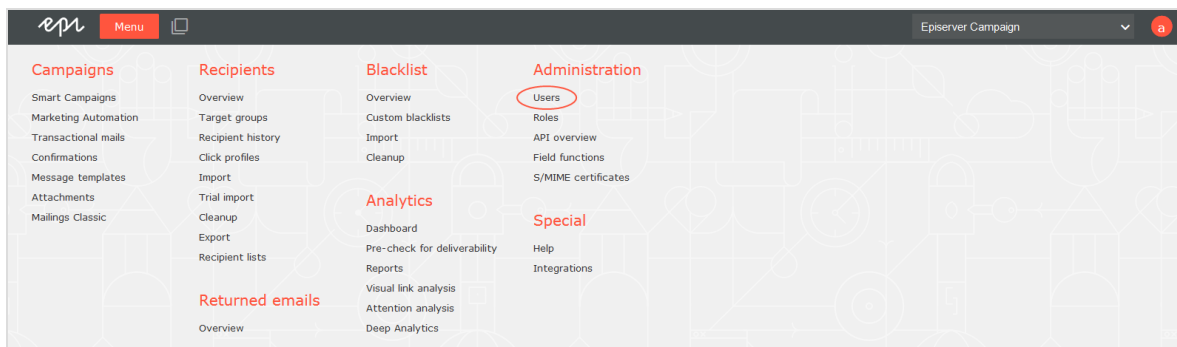 epi
Menu
Episerver Campaign
a
Campaigns
Smart Campaigns
Marketing Automation
Transactional mails
Confirmations
Message templates
Attachments
Mailings Classic
Recipients
Overview
Target groups
Recipient history
Click profiles
Import
Trial import
Cleanup
Export
Recipient lists
Returned emails
Overview
Blacklist
Overview
Custom blacklists
Import
Cleanup
Analytics
Dashboard
Pre-check for deliverability
Reports
Visual link analysis
Attention analysis
Deep Analytics
Administration
Users
Roles
API overview
Field functions
S/MIME certificates
Special
Help
Integrations